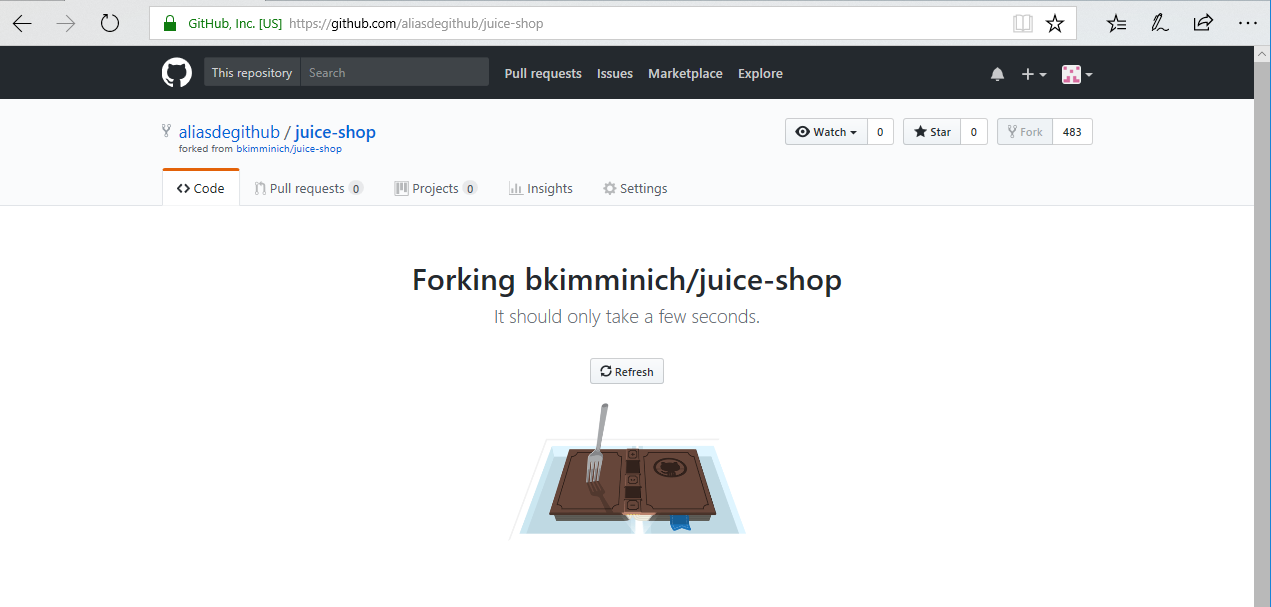 GitHub, Inc. [US] https://github.com/aliasdegithub/juice-shop
This repository Search Pull requests Issues Marketplace Explore
aliasdegithub / juice-shop Watch 0 Star 0 Fork 483
forked from bkimminich/juice-shop
Code Pull requests 0 Projects 0 Insights Settings
Forking bkimminich/juice-shop
It should only take a few seconds.
Refresh